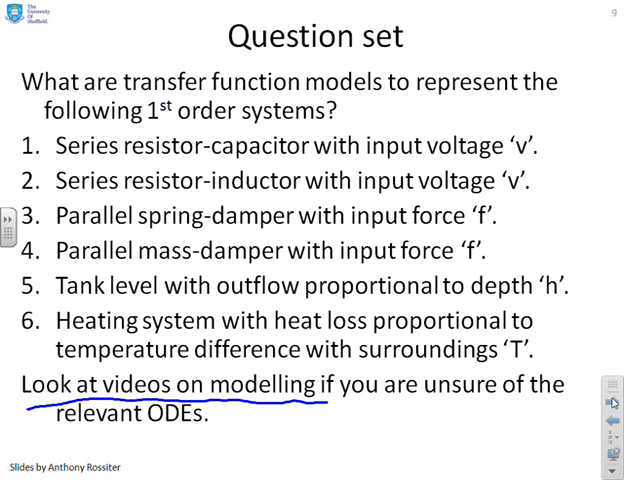 The
University
Of
Sheffield.
9
Question set
What are transfer function models to represent the
following 1st order systems?
1. Series resistor-capacitor with input voltage ‘v’.
2. Series resistor-inductor with input voltage ‘v’.
3. Parallel spring-damper with input force ‘f’.
4. Parallel mass-damper with input force ‘f’.
5. Tank level with outflow proportional to depth ‘h’.
6. Heating system with heat loss proportional to
temperature difference with surroundings ‘T’.
Look at videos on modelling if you are unsure of the
relevant ODEs.
Slides by Anthony Rossiter